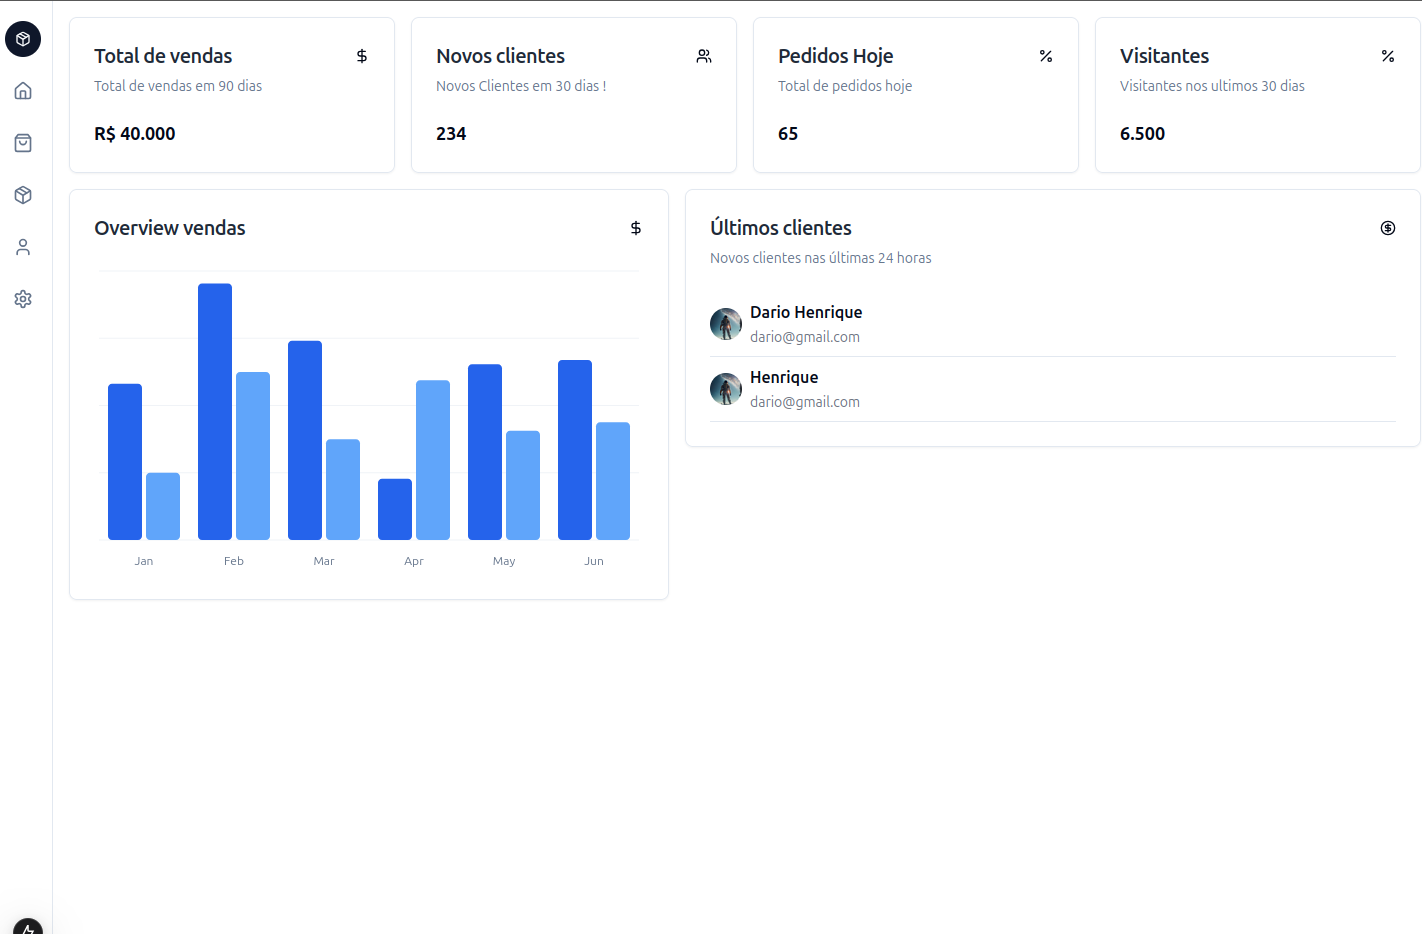 Total de vendas
Total de vendas em 90 dias
R$ 40.000
Novos clientes
Novos Clientes em 30 dias !
234
Pedidos Hoje
Total de pedidos hoje
65
Visitantes
Visitantes nos ultimos 30 dias
6.500
Overview vendas
Jan Feb Mar Apr May Jun
Últimos clientes
Novos clientes nas últimas 24 horas
Dario Henrique
dario@gmail.com
Henrique
dario@gmail.com